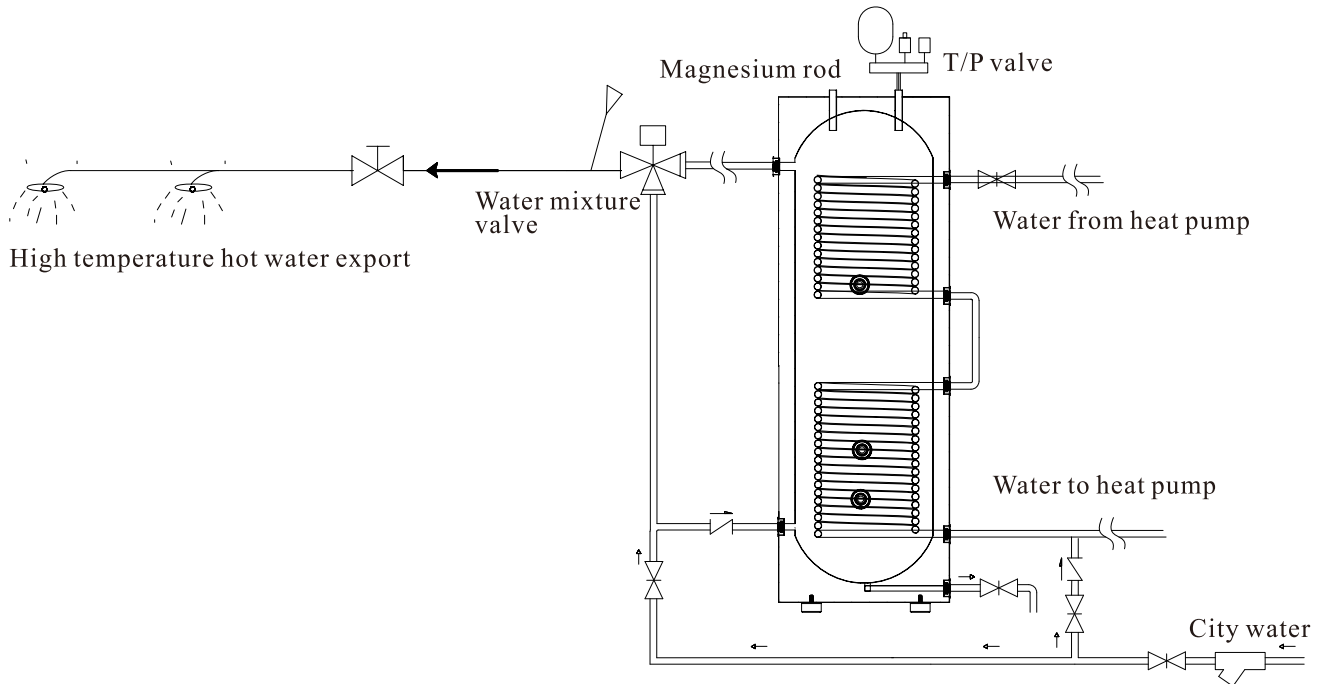 T/P valve
Magnesium rod
Water mixture
valve
Water from heat pump
High temperature hot water export
Water to heat pump
City water